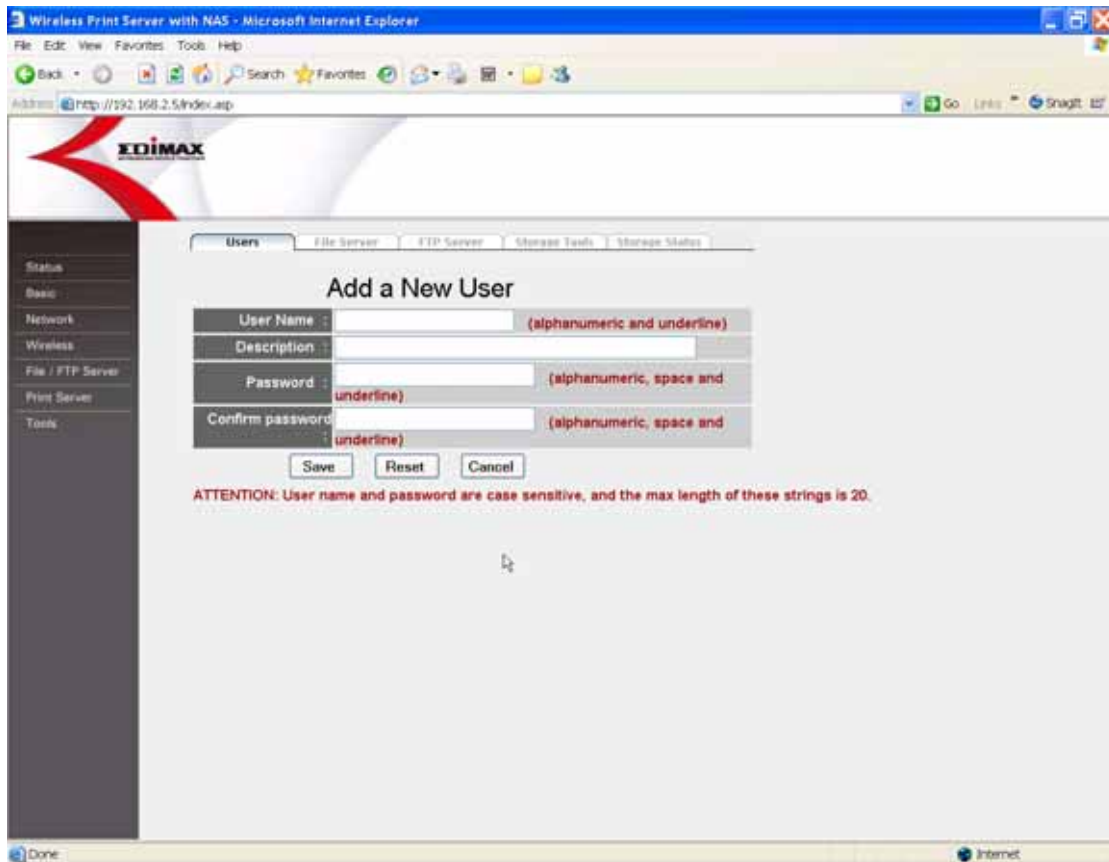 Wireless Print Server with NAS - Microsoft Internet Explorer
File Edit View Favorites Tools Help
Back Search Favorites
Address http://192.168.2.5/index.asp Go Links SnagIt
EDIMAX
Users File Server FTP Server Storage Tools Storage Status
Status
Basic
Network
Wireless
File / FTP Server
Print Server
Tools
Add a New User
User Name : (alphanumeric and underline)
Description :
Password : (alphanumeric, space and underline)
Confirm password : (alphanumeric, space and underline)
Save Reset Cancel
ATTENTION: User name and password are case sensitive, and the max length of these strings is 20.
Done Internet